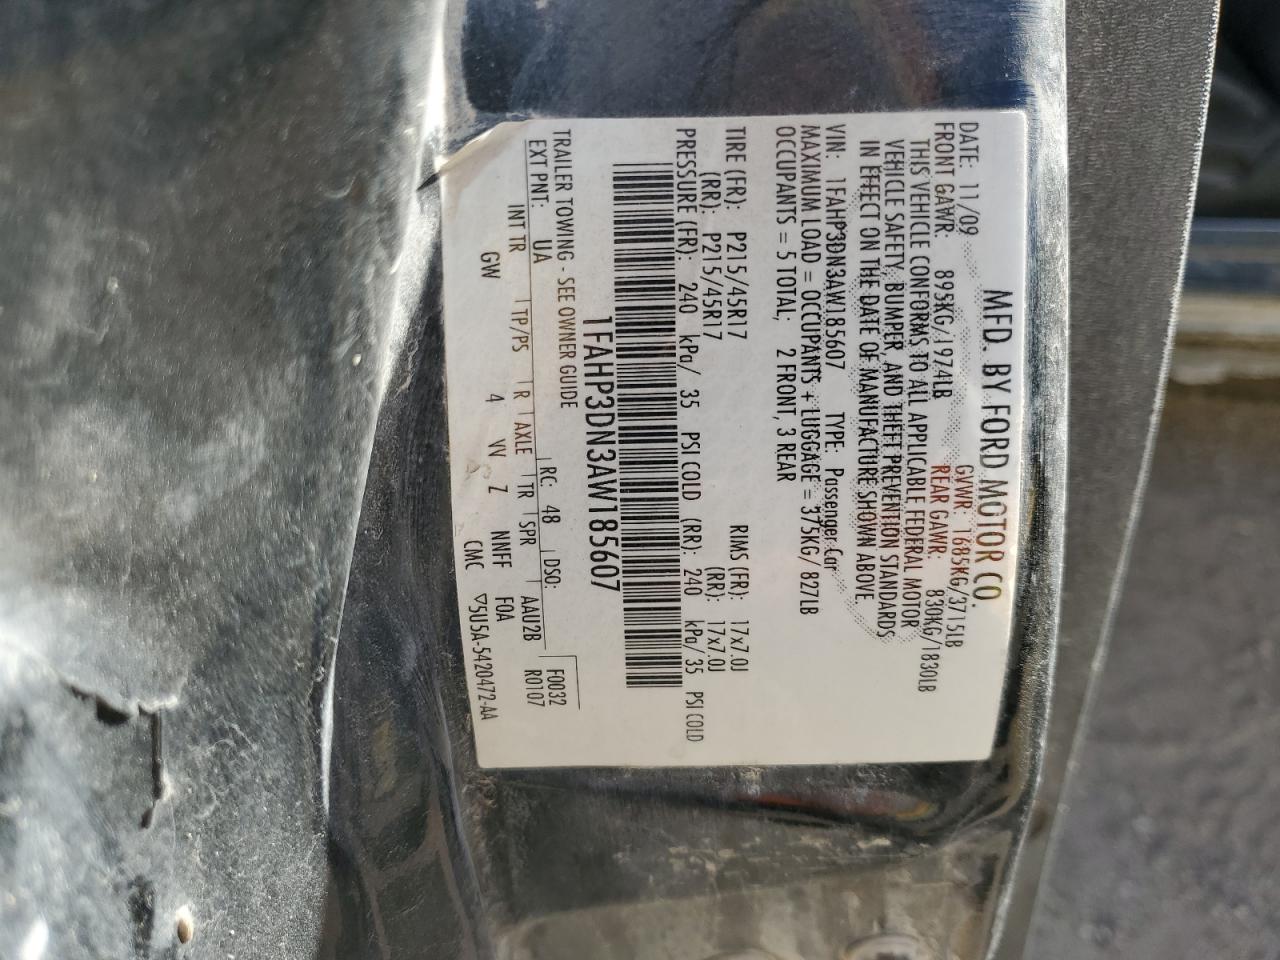 MFD. BY FORD MOTOR CO.
DATE: 11/09 GVWR: 1685KG/3715LB
FRONT GAWR: 895KG/1974LB REAR GAWR: 830KG/1830LB
THIS VEHICLE CONFORMS TO ALL APPLICABLE FEDERAL MOTOR
VEHICLE SAFETY, BUMPER, AND THEFT PREVENTION STANDARDS
IN EFFECT ON THE DATE OF MANUFACTURE SHOWN ABOVE.
VIN: 1FAHP3DN3AW185607 TYPE: Passenger Car
MAXIMUM LOAD = OCCUPANTS + LUGGAGE = 375KG/827LB
OCCUPANTS = 5 TOTAL, 2 FRONT, 3 REAR
TIRE (FR): P215/45R17 RIMS (FR): 17x7.0J
(RR): P215/45R17 (RR): 17x7.0J
PRESSURE (FR): 240 kPa/ 35 PSI COLD (RR): 240 kPa/ 35 PSI COLD
1FAHP3DN3AW185607
TRAILER TOWING - SEE OWNER GUIDE
F0032
EXT PNT: UA RC: 48 DSO: R0107
INT TR TP/PS R AXLE TR SPR AAU2B
GW 4 VV Z NNFF F0A
CMC ▽5U5A-5420472-AA